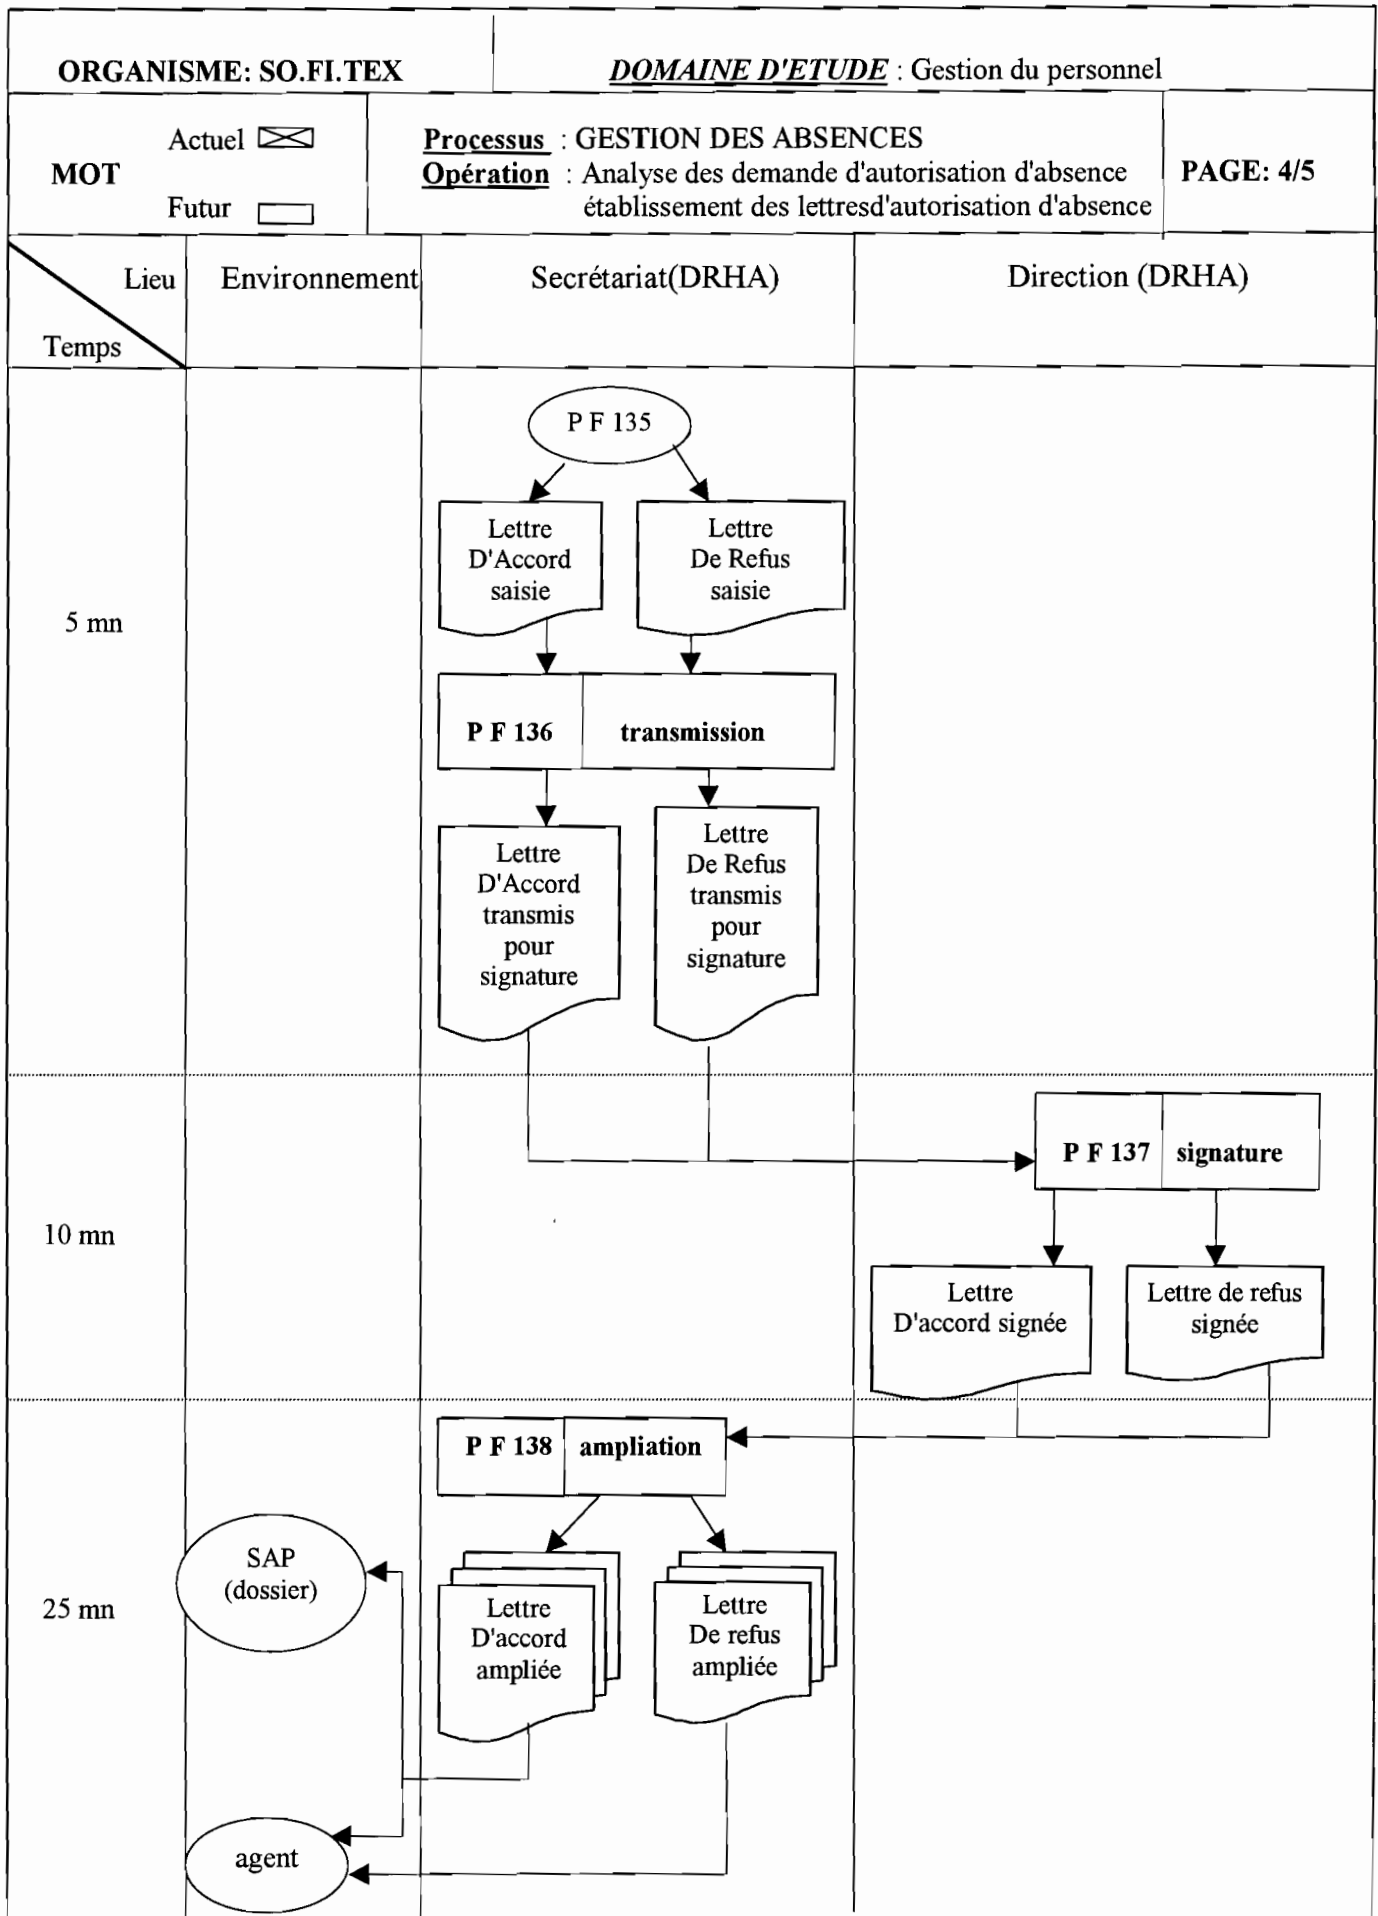 ORGANISME: SO.FI.TEX
DOMAINE D'ETUDE : Gestion du personnel
MOT
Actuel
Futur
Processus : GESTION DES ABSENCES
Opération : Analyse des demande d'autorisation d'absence
établissement des lettresd'autorisation d'absence
PAGE: 4/5
Lieu
Temps
Environnement
Secrétariat(DRHA)
Direction (DRHA)
5 mn
P F 135
Lettre
D'Accord
saisie
Lettre
De Refus
saisie
P F 136 transmission
Lettre
D'Accord
transmis
pour
signature
Lettre
De Refus
transmis
pour
signature
10 mn
P F 137 signature
Lettre
D'accord signée
Lettre de refus
signée
25 mn
P F 138 ampliation
SAP
(dossier)
Lettre
D'accord
ampliée
Lettre
De refus
ampliée
agent